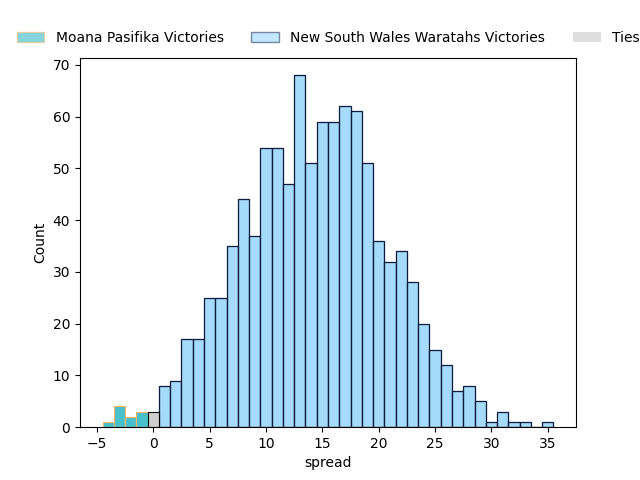 Moana Pasifika Victories New South Wales Waratahs Victories Ties
70
60
50
40
30
20
10
0
Count
−5 0 5 10 15 20 25 30 35
spread